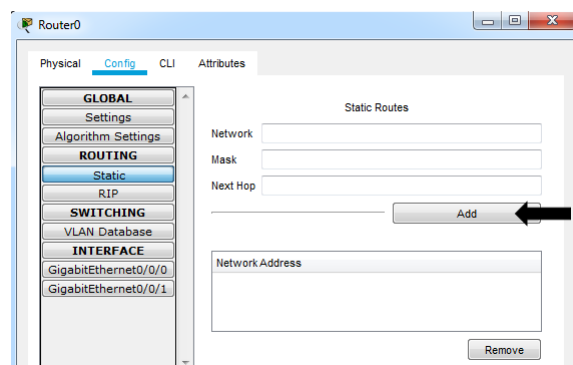 Router0
Physical Config CLI Attributes
GLOBAL
Settings
Algorithm Settings
ROUTING
Static
RIP
SWITCHING
VLAN Database
INTERFACE
GigabitEthernet0/0/0
GigabitEthernet0/0/1
Static Routes
Network
Mask
Next Hop
Add
Network Address
Remove